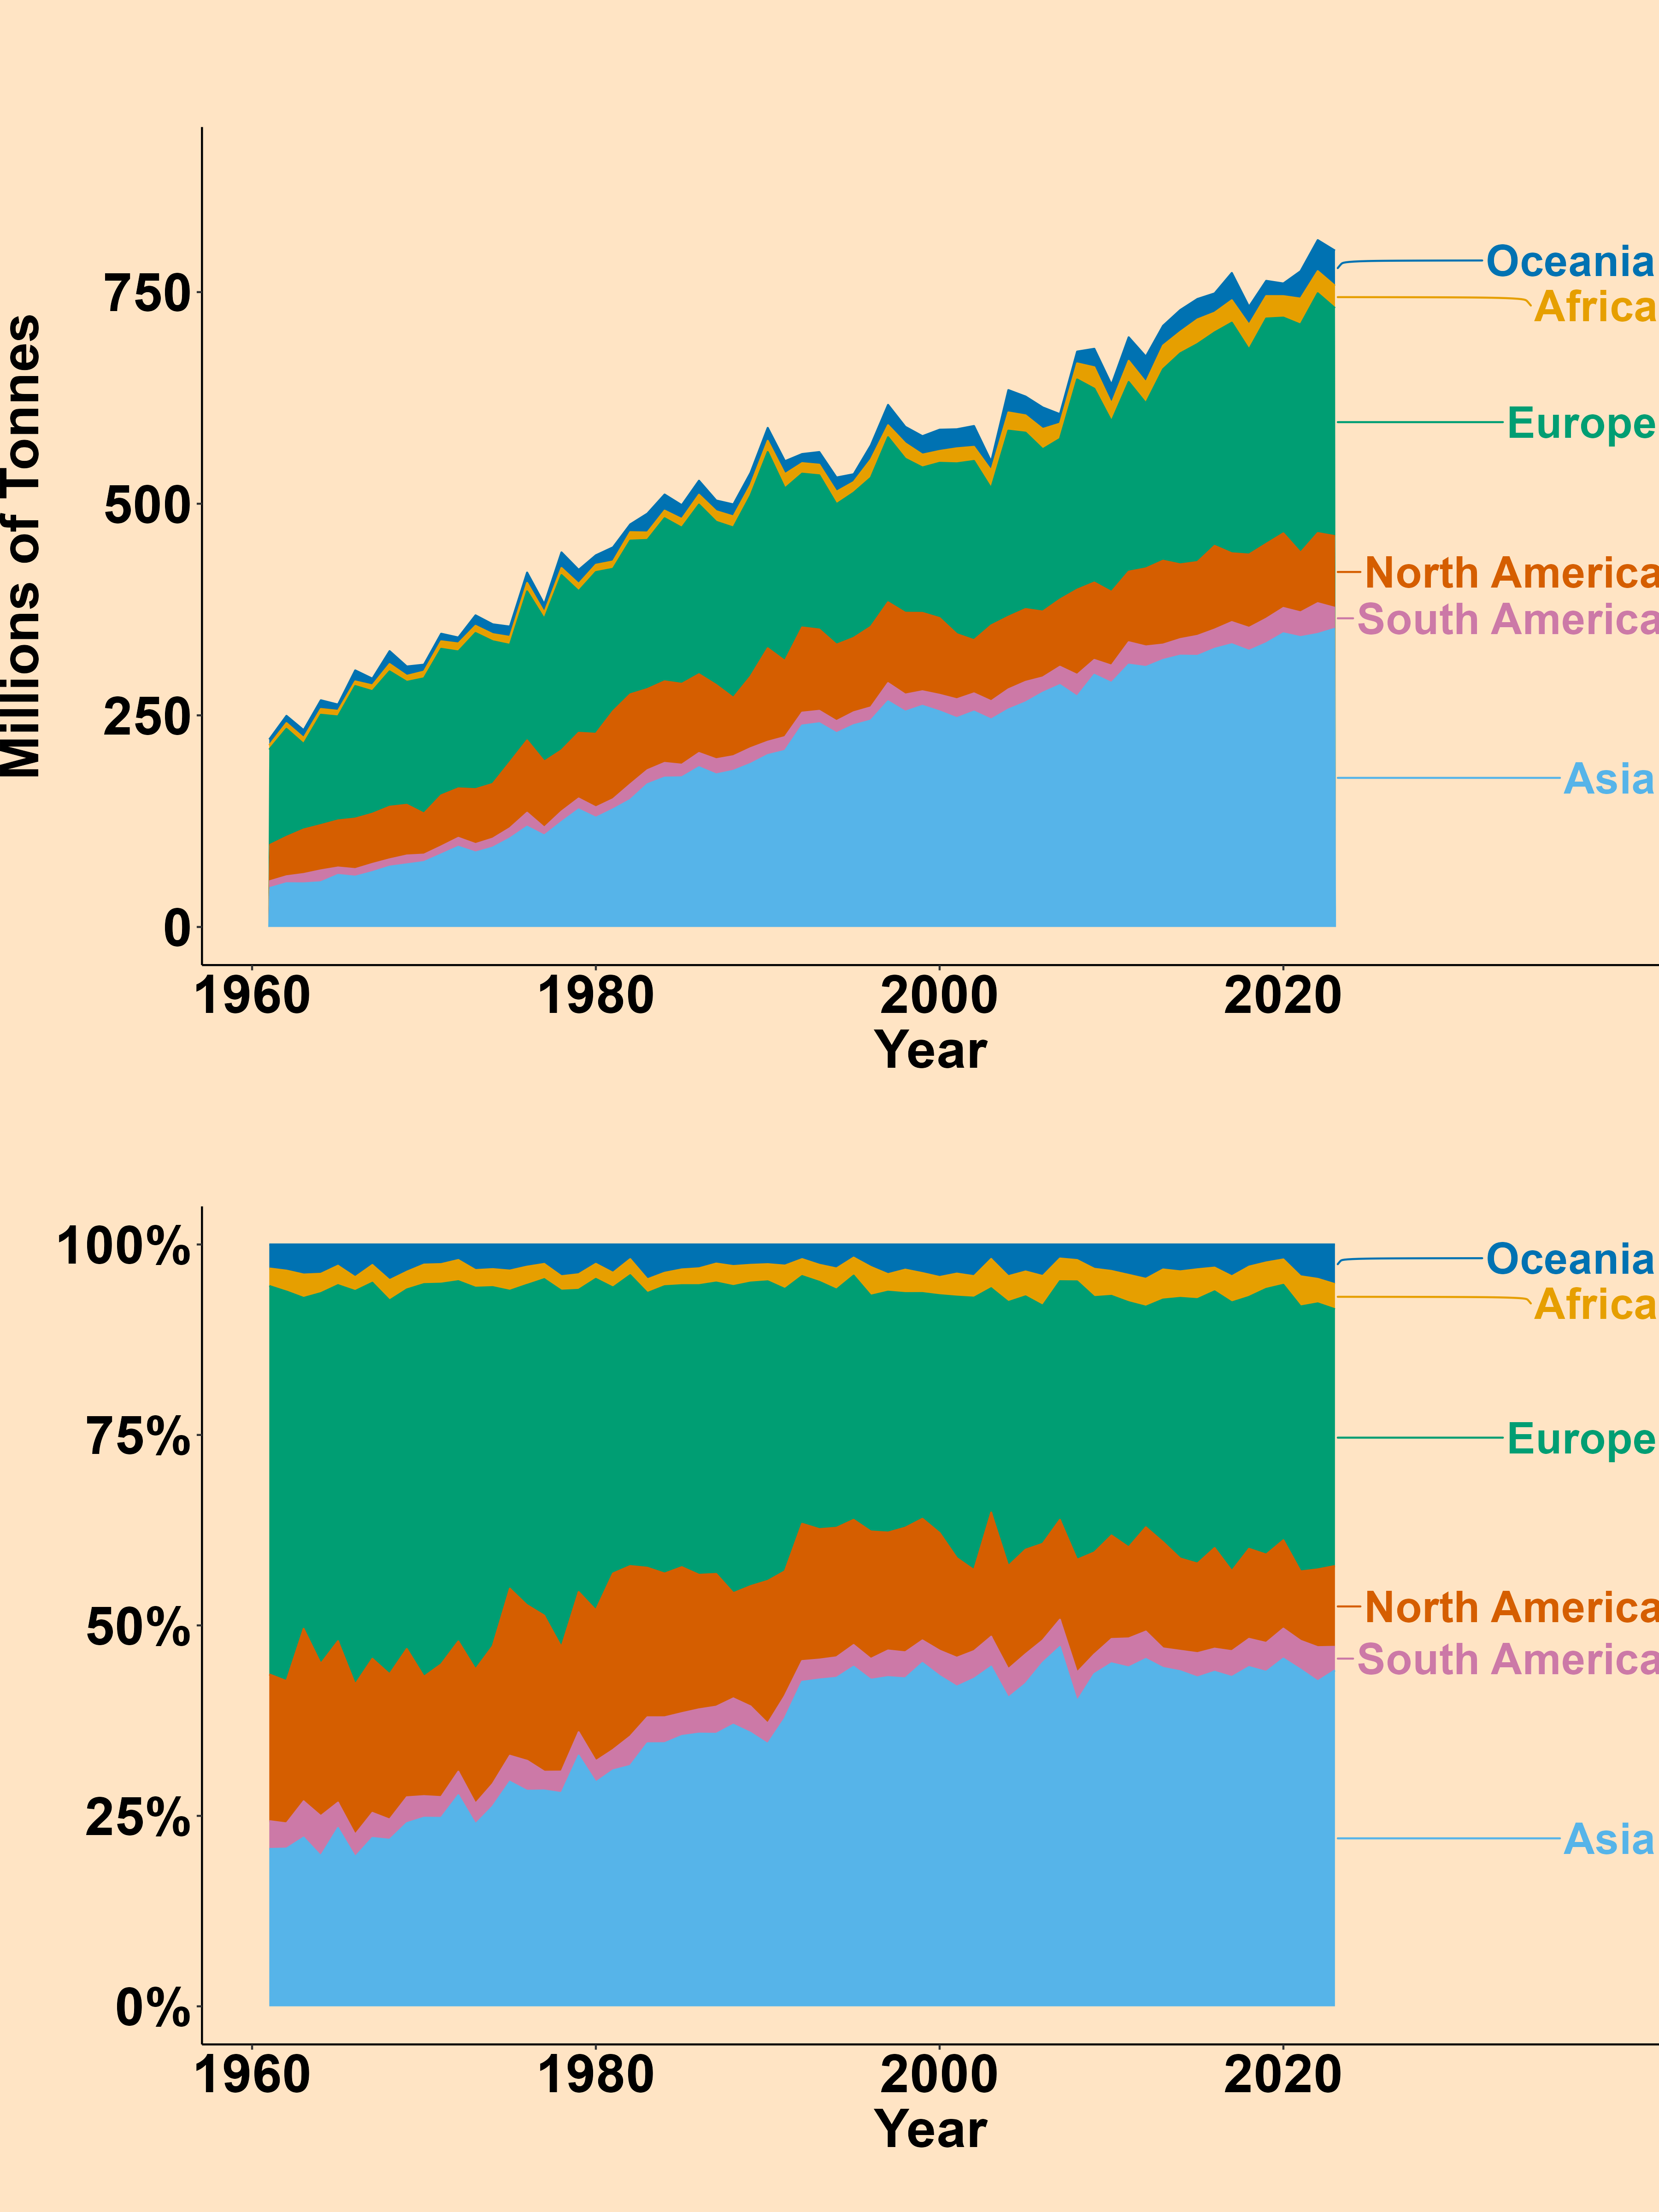 Millions of Tonnes
750
500
250
0
1960 1980 2000 2020
Year
Oceania
Africa
Europe
North America
South America
Asia
100%
75%
50%
25%
0%
1960 1980 2000 2020
Year
Oceania
Africa
Europe
North America
South America
Asia